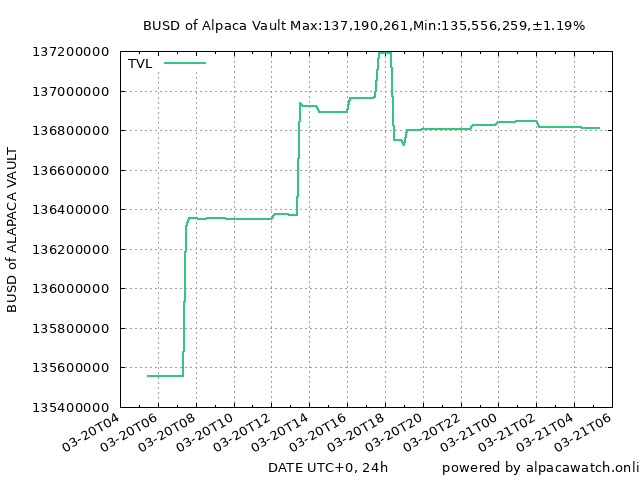 BUSD of Alpaca Vault Max:137,190,261,Min:135,556,259,±1.19%
137200000
TVL
137000000
136800000
136600000
136400000
136200000
136000000
135800000
135600000
135400000
BUSD of ALAPACA VAULT
03-20T04
03-20T06
03-20T08
03-20T10
03-20T12
03-20T14
03-20T16
03-20T18
03-20T20
03-20T22
03-21T00
03-21T02
03-21T04
03-21T06
DATE UTC+0, 24h
powered by alpacawatch.onli